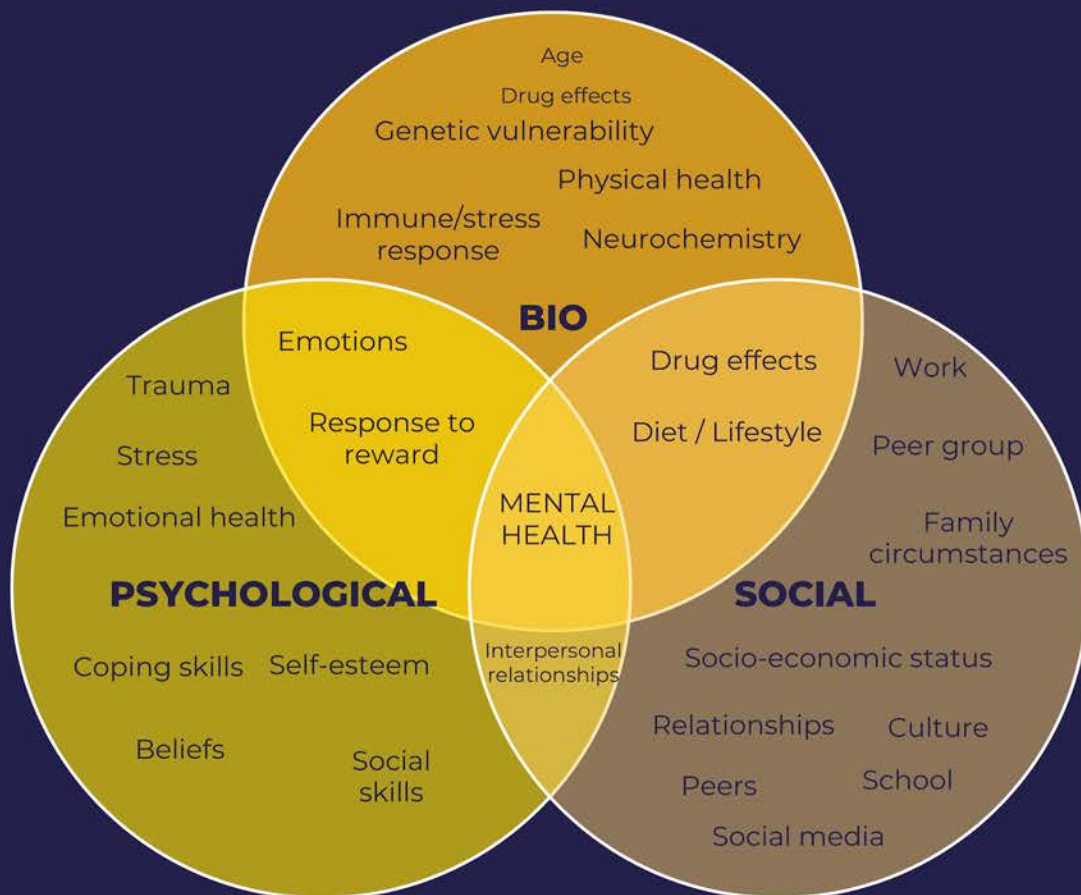 Age
Drug effects
Genetic vulnerability
Physical health
Immune/stress
response
Neurochemistry
BIO
Emotions
Response to
reward
Drug effects
Diet / Lifestyle
MENTAL
HEALTH
Trauma
Stress
Emotional health
PSYCHOLOGICAL
Coping skills
Self-esteem
Beliefs
Social
skills
Interpersonal
relationships
Work
Peer group
Family
circumstances
SOCIAL
Socio-economic status
Relationships
Culture
Peers
School
Social media